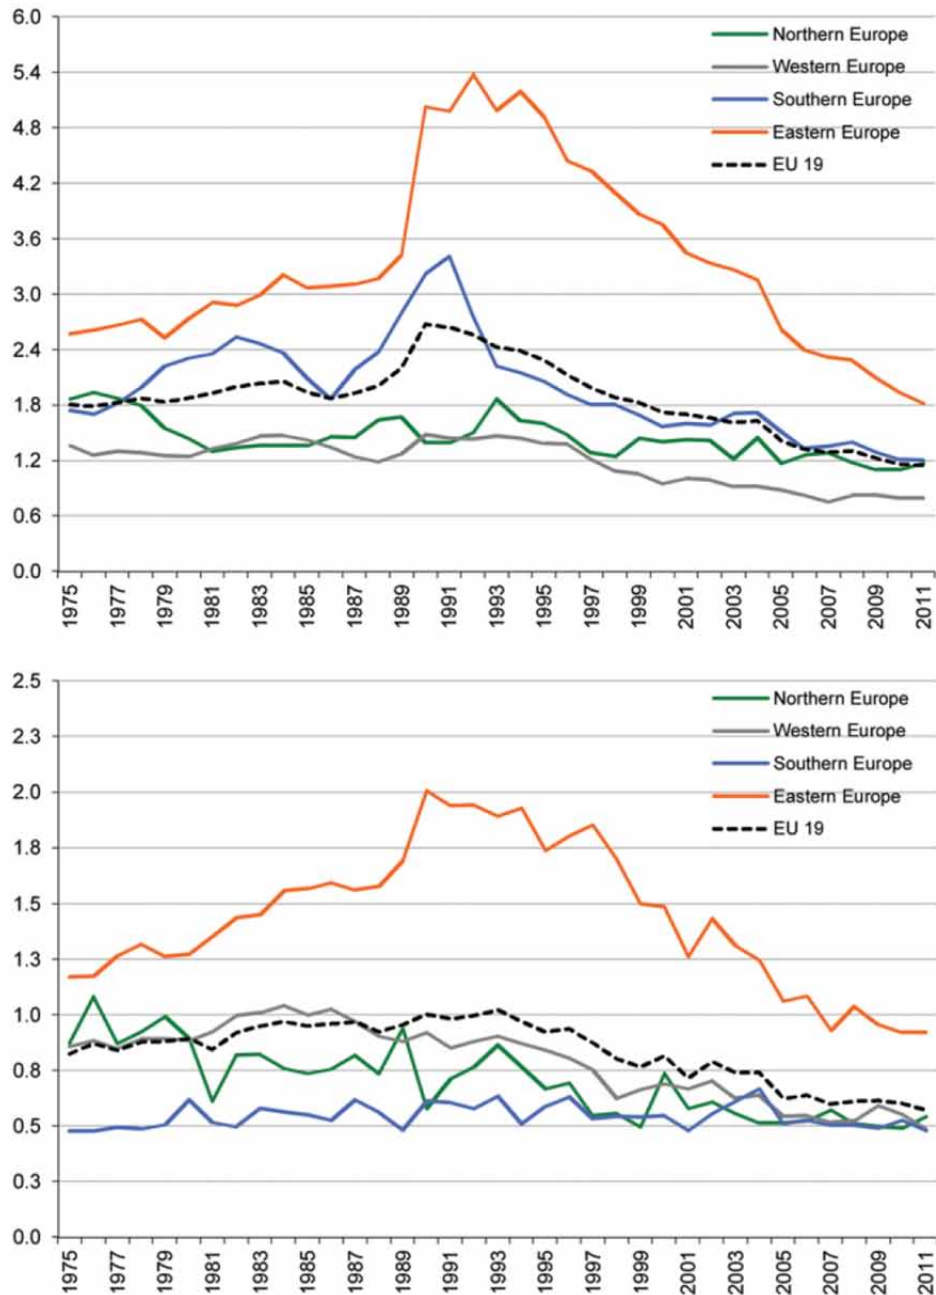 6.0
5.4
4.8
4.2
3.6
3.0
2.4
1.8
1.2
0.6
0.0
Northern Europe
Western Europe
Southern Europe
Eastern Europe
EU 19
1975 1977 1979 1981 1983 1985 1987 1989 1991 1993 1995 1997 1999 2001 2003 2005 2007 2009 2011
2.5
2.3
2.0
1.8
1.5
1.3
1.0
0.8
0.5
0.3
0.0
Northern Europe
Western Europe
Southern Europe
Eastern Europe
EU 19
1975 1977 1979 1981 1983 1985 1987 1989 1991 1993 1995 1997 1999 2001 2003 2005 2007 2009 2011